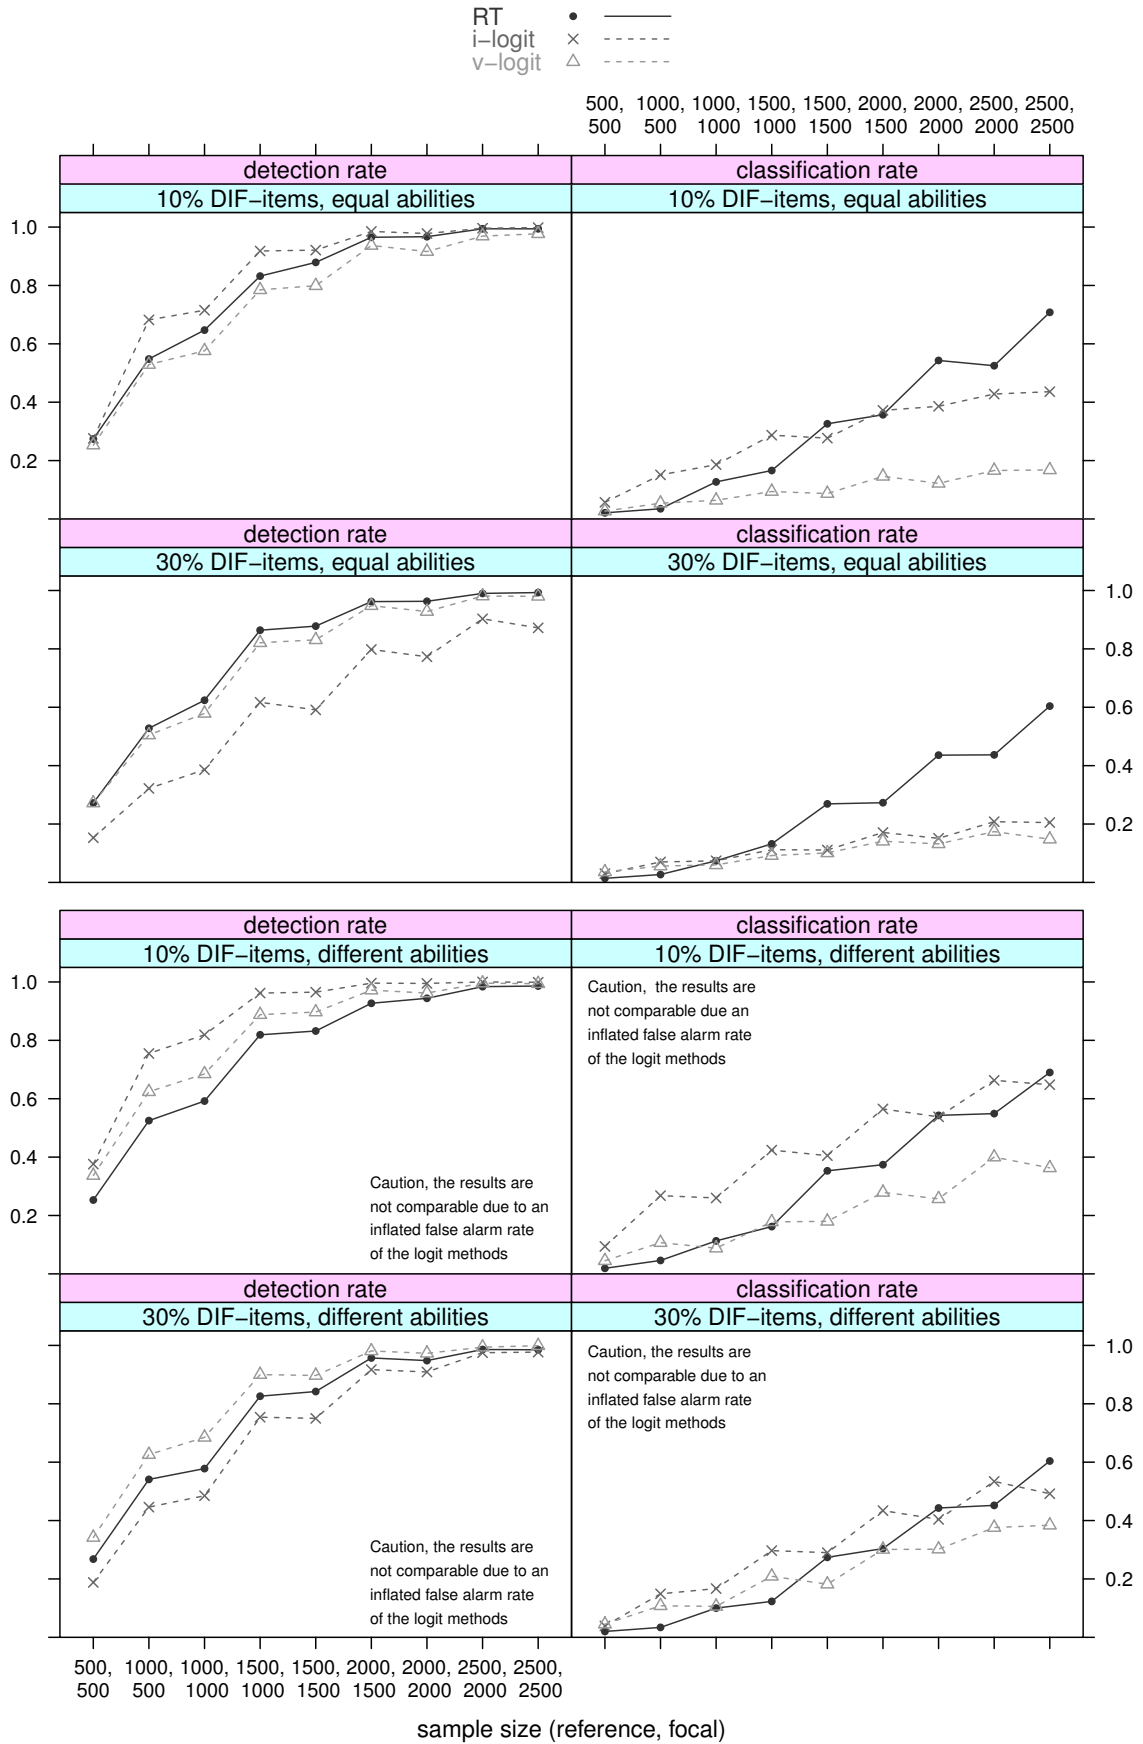 RT
i−logit
v−logit
500, 1000, 1000, 1500, 1500, 2000, 2000, 2500, 2500,
500 500 1000 1000 1500 1500 2000 2000 2500
detection rate
classification rate
10% DIF−items, equal abilities
10% DIF−items, equal abilities
1.0
0.8
0.6
0.4
0.2
detection rate
classification rate
30% DIF−items, equal abilities
30% DIF−items, equal abilities
1.0
0.8
0.6
0.4
0.2
detection rate
classification rate
10% DIF−items, different abilities
10% DIF−items, different abilities
1.0
0.8
0.6
0.4
0.2
Caution, the results are
not comparable due to an
inflated false alarm rate
of the logit methods
Caution, the results are
not comparable due an
inflated false alarm rate
of the logit methods
detection rate
classification rate
30% DIF−items, different abilities
30% DIF−items, different abilities
Caution, the results are
not comparable due to an
inflated false alarm rate
of the logit methods
Caution, the results are
not comparable due to an
inflated false alarm rate
of the logit methods
1.0
0.8
0.6
0.4
0.2
500, 1000, 1000, 1500, 1500, 2000, 2000, 2500, 2500,
500 500 1000 1000 1500 1500 2000 2000 2500
sample size (reference, focal)